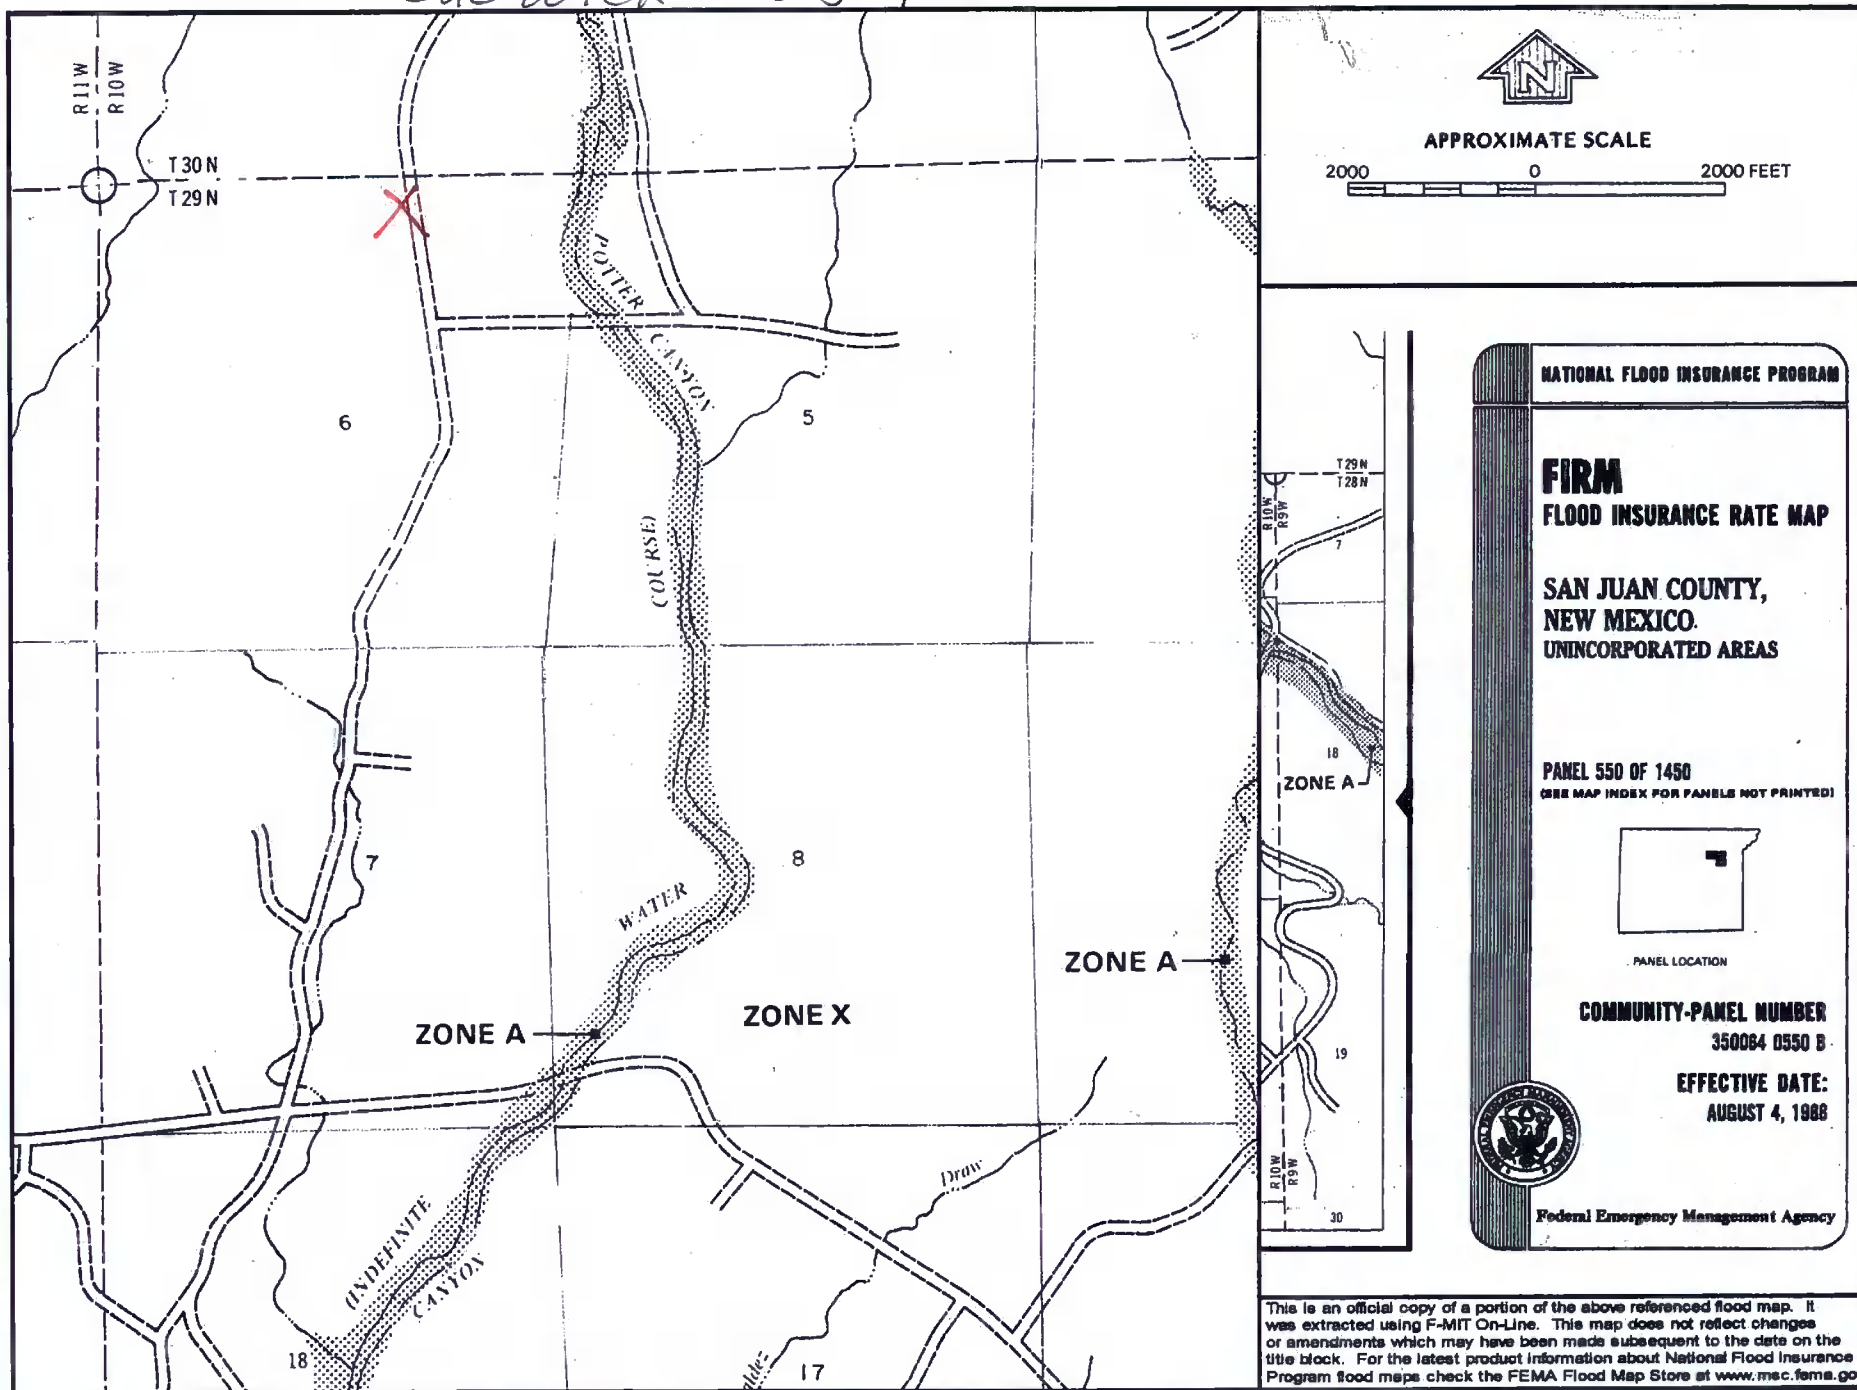 R11W
R10W
T30N
T29N
POTTER
CANYON
6
5
COURSE)
7
8
WATER
ZONE A
ZONE X
ZONE A
Draw
(INDEFINITE
CANYON
18
17
N
APPROXIMATE SCALE
2000 0 2000 FEET
T29N
T28N
R10W
R9W
7
18
ZONE A
19
R10W
R9W
30
NATIONAL FLOOD INSURANCE PROGRAM
FIRM
FLOOD INSURANCE RATE MAP
SAN JUAN COUNTY,
NEW MEXICO.
UNINCORPORATED AREAS
PANEL 550 OF 1450
(SEE MAP INDEX FOR PANELS NOT PRINTED)
PANEL LOCATION
COMMUNITY-PANEL NUMBER
350064 0550 B
EFFECTIVE DATE:
AUGUST 4, 1988
Federal Emergency Management Agency
This is an official copy of a portion of the above referenced flood map. It
was extracted using F-MIT On-Line. This map does not reflect changes
or amendments which may have been made subsequent to the date on the
title block. For the latest product information about National Flood Insurance
Program flood maps check the FEMA Flood Map Store at www.msc.fema.go